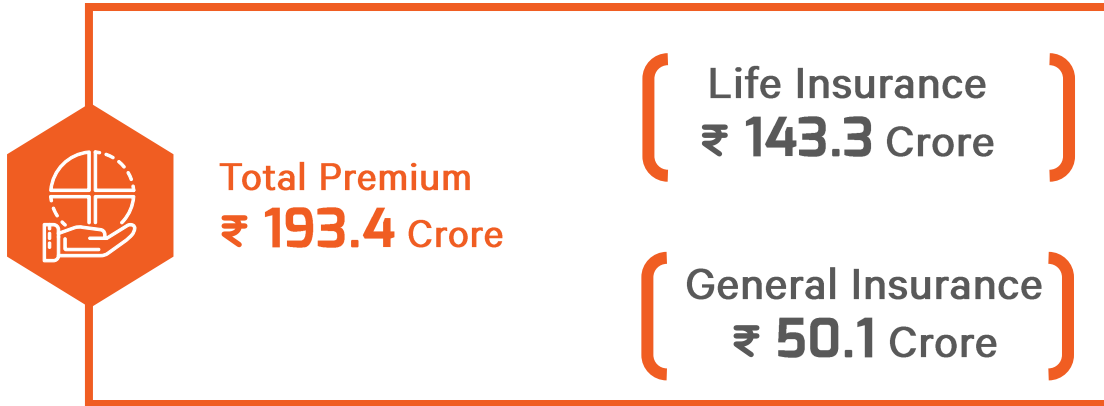 Total Premium
₹ 193.4 Crore
Life Insurance
₹ 143.3 Crore
General Insurance
₹ 50.1 Crore